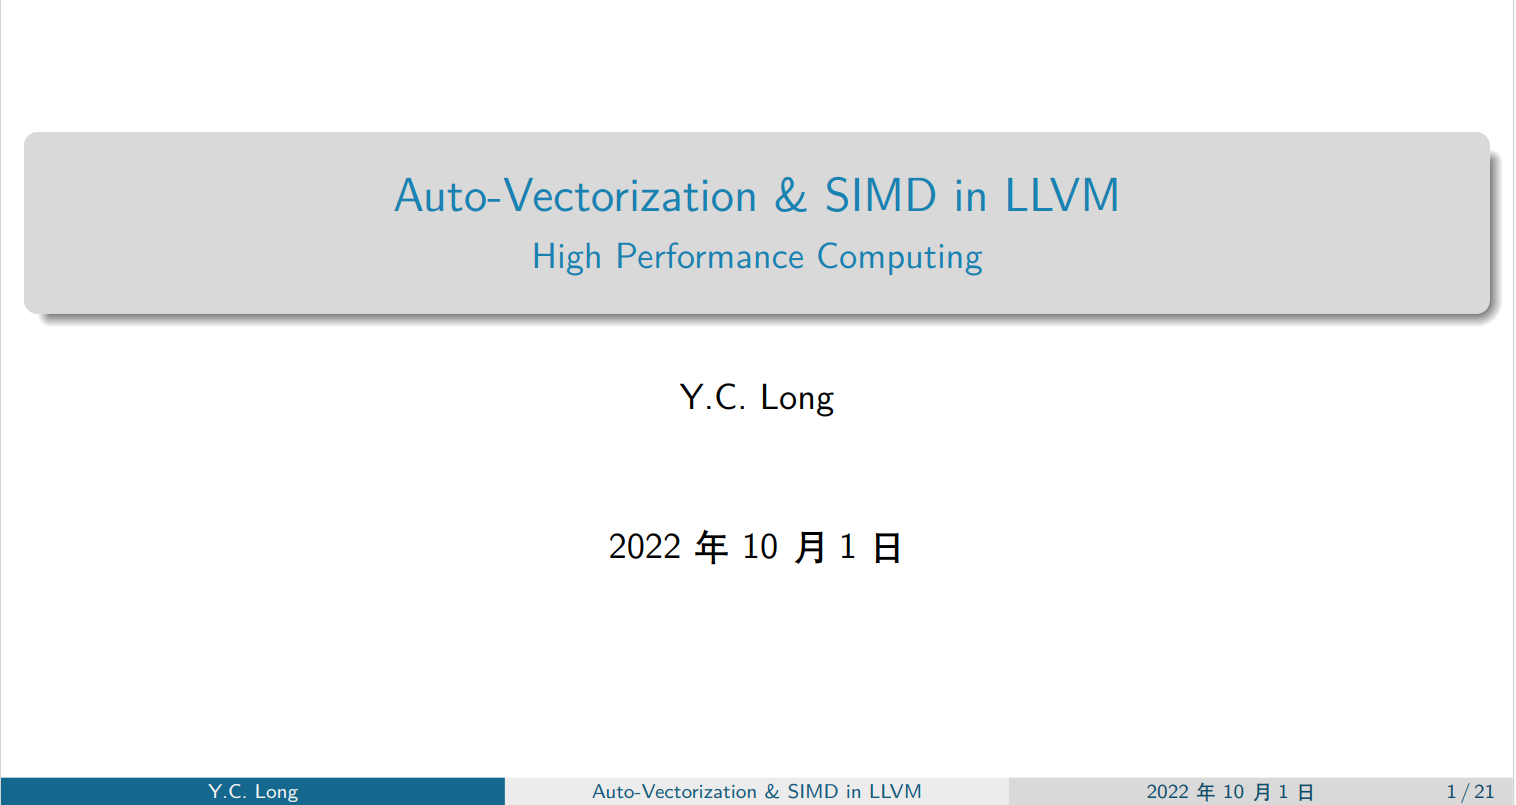 Auto-Vectorization & SIMD in LLVM
High Performance Computing
Y.C. Long
2022 年 10 月 1 日
Y.C. Long
Auto-Vectorization & SIMD in LLVM
2022 年 10 月 1 日
1 / 21